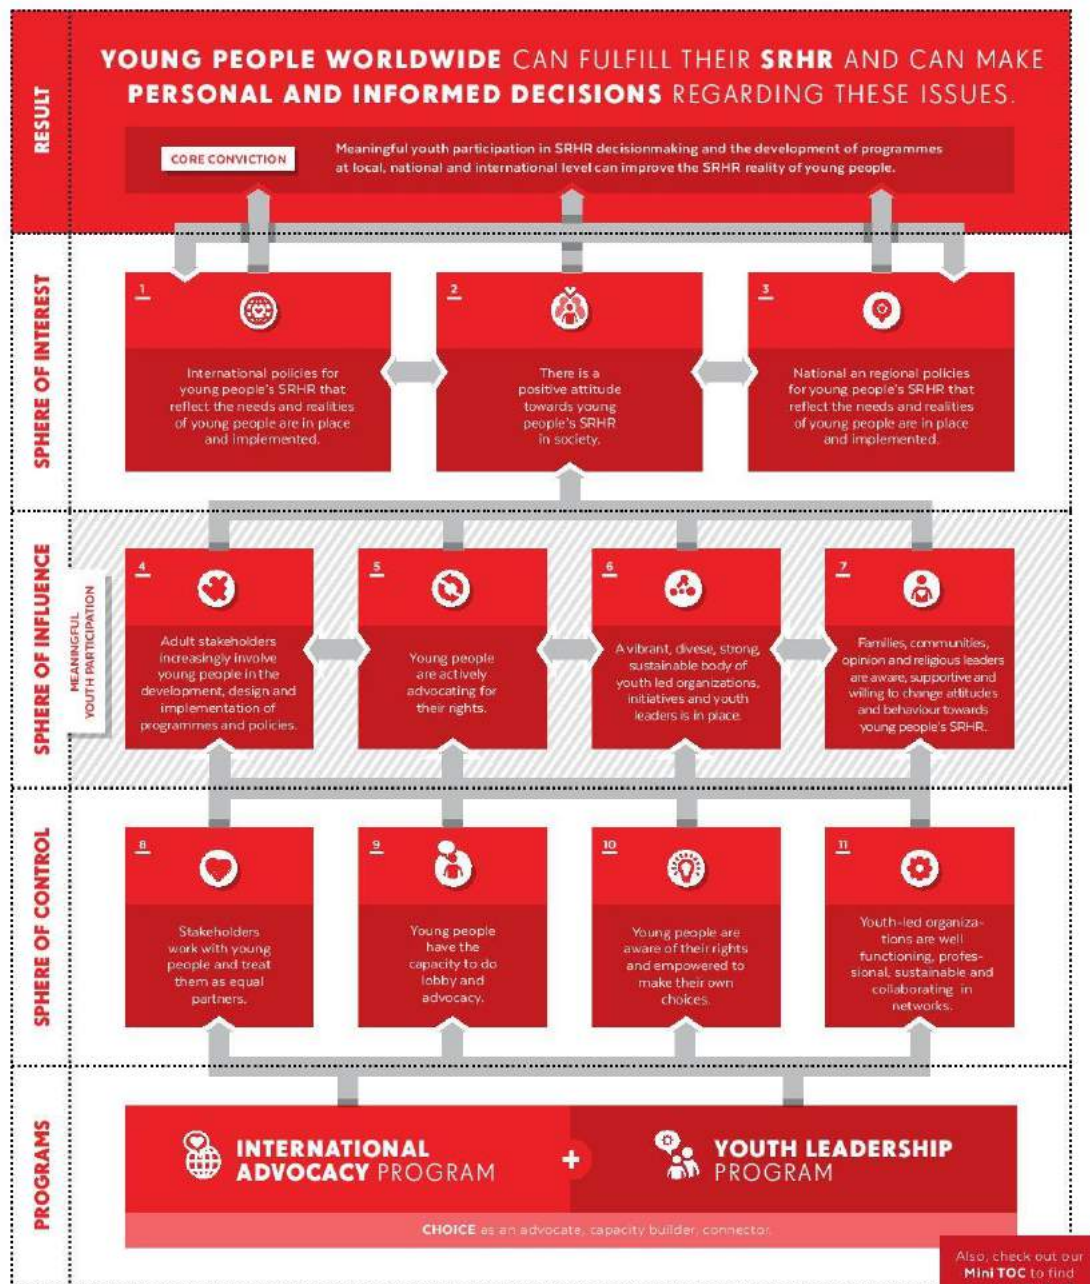 RESULT
YOUNG PEOPLE WORLDWIDE CAN FULFILL THEIR SRHR AND CAN MAKE
PERSONAL AND INFORMED DECISIONS REGARDING THESE ISSUES.
CORE CONVICTION
Meaningful youth participation in SRHR decisionmaking and the development of programmes
at local, national and international level can improve the SRHR reality of young people.
SPHERE OF INTEREST
1
International policies for
young people's SRHR that
reflect the needs and realities
of young people are in place
and implemented.
2
There is a
positive attitude
towards young
people's SRHR
in society.
3
National an regional policies
for young people's SRHR that
reflect the needs and realities
of young people are in place
and implemented.
SPHERE OF INFLUENCE
MEANINGFUL
YOUTH PARTICIPATION
4
Adult stakeholders
increasingly involve
young people in the
development, design and
implementation of
programmes and policies.
5
Young people
are actively
advocating for
their rights.
6
A vibrant, divese, strong,
sustainable body of
youth led organizations,
initiatives and youth
leaders is in place.
7
Families, communities,
opinion and religious leaders
are aware, supportive and
willing to change attitudes
and behaviour towards
young people's SRHR.
SPHERE OF CONTROL
8
Stakeholders
work with young
people and treat
them as equal
partners.
9
Young people
have the
capacity to do
lobby and
advocacy.
10
Young people are
aware of their rights
and empowered to
make their own
choices.
11
Youth-led organiza-
tions are well
functioning, profes-
sional, sustainable and
collaborating in
networks.
PROGRAMS
INTERNATIONAL
ADVOCACY PROGRAM
+
YOUTH LEADERSHIP
PROGRAM
CHOICE as an advocate, capacity builder, connector.
Also, check out our
Mini TOC to find